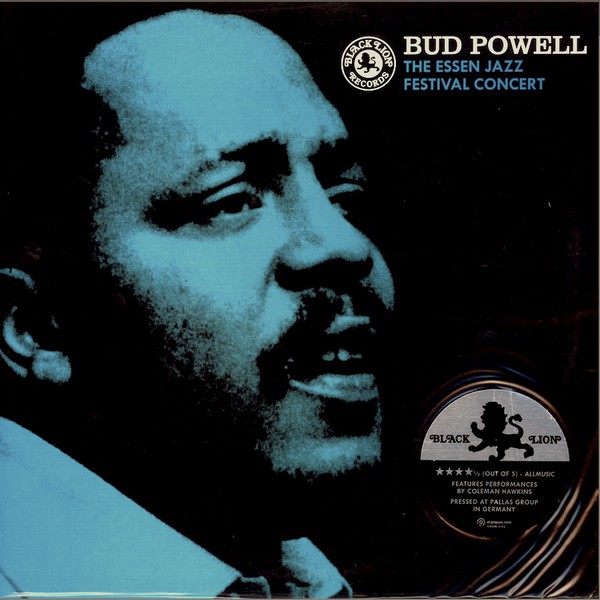 BLACK LION
RECORDS
BUD POWELL
THE ESSEN JAZZ
FESTIVAL CONCERT
BLACK LION
★★★★½ (OUT OF 5) - ALLMUSIC
FEATURES PERFORMANCES
BY COLEMAN HAWKINS
PRESSED AT PALLAS GROUP
IN GERMANY